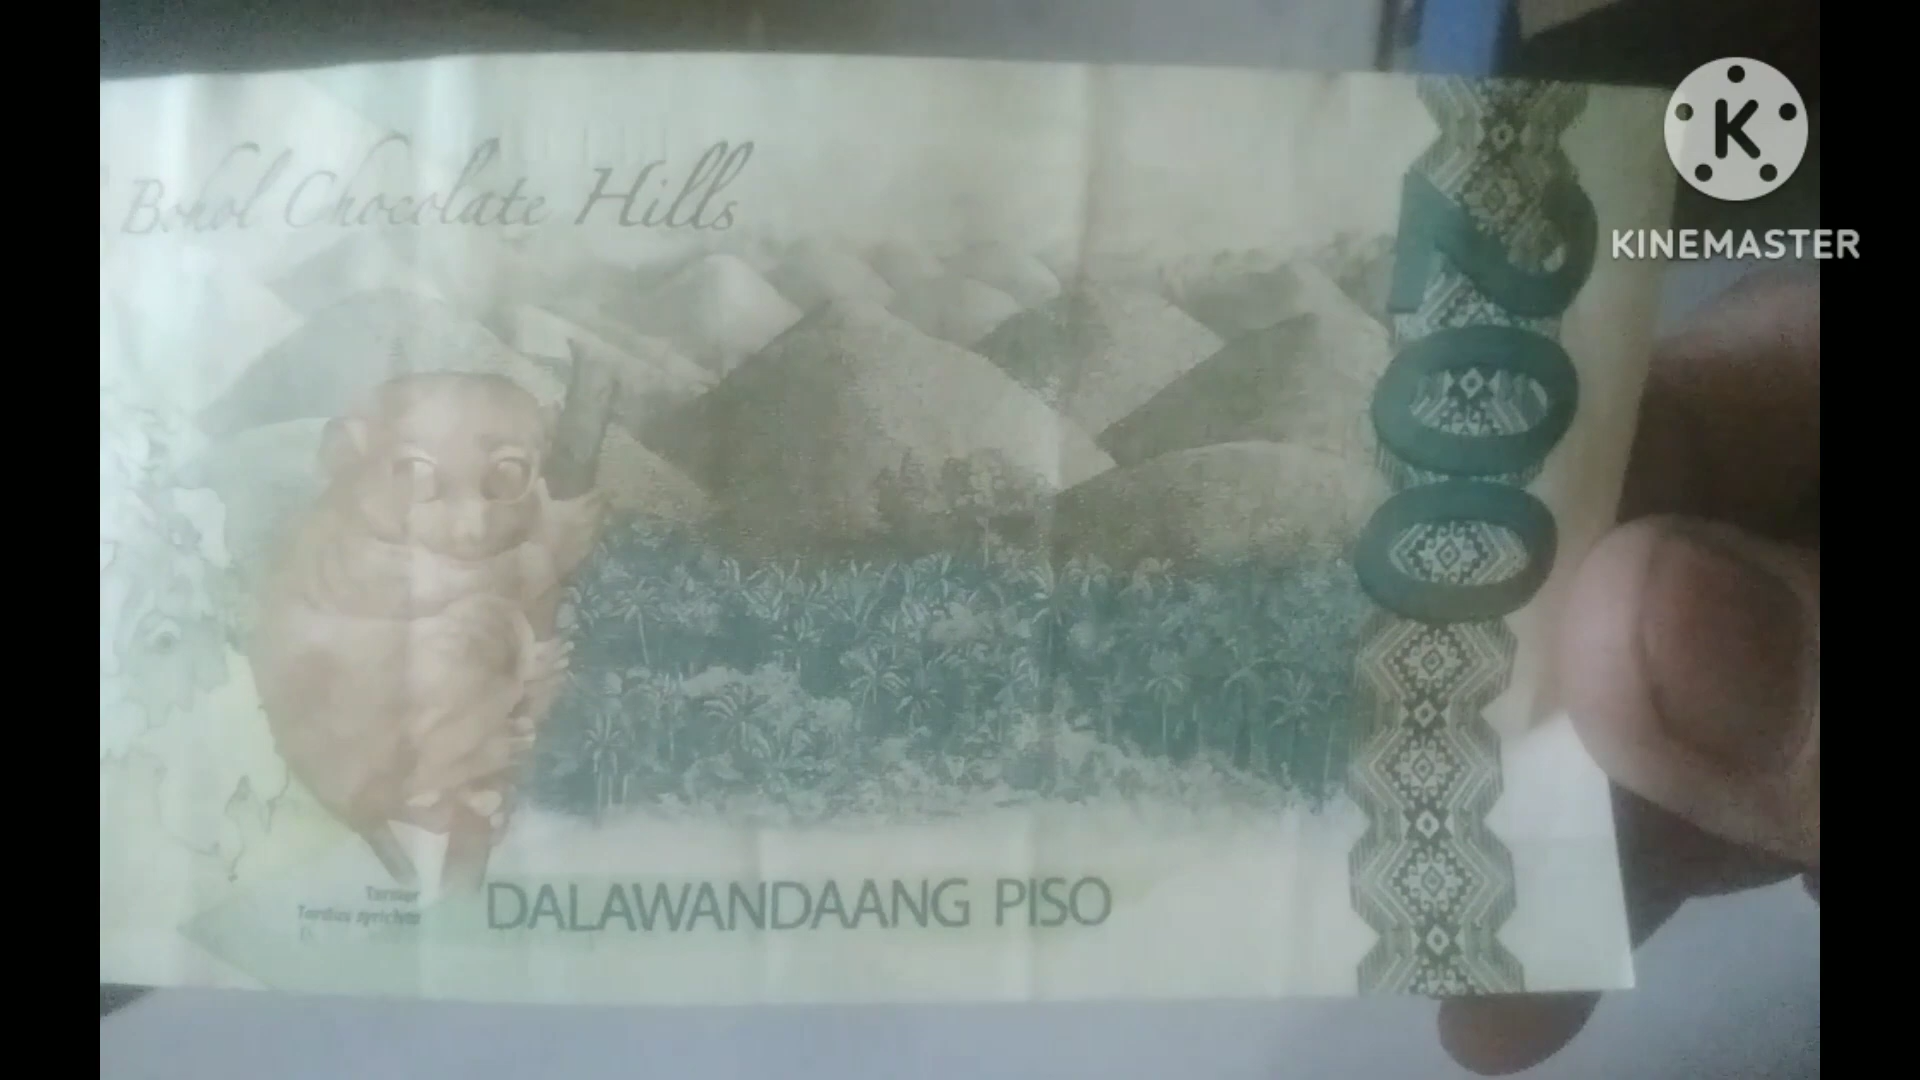 Bohol Chocolate Hills
K
KINEMASTER
200
Tarsier
DALAWANDAANG PISO